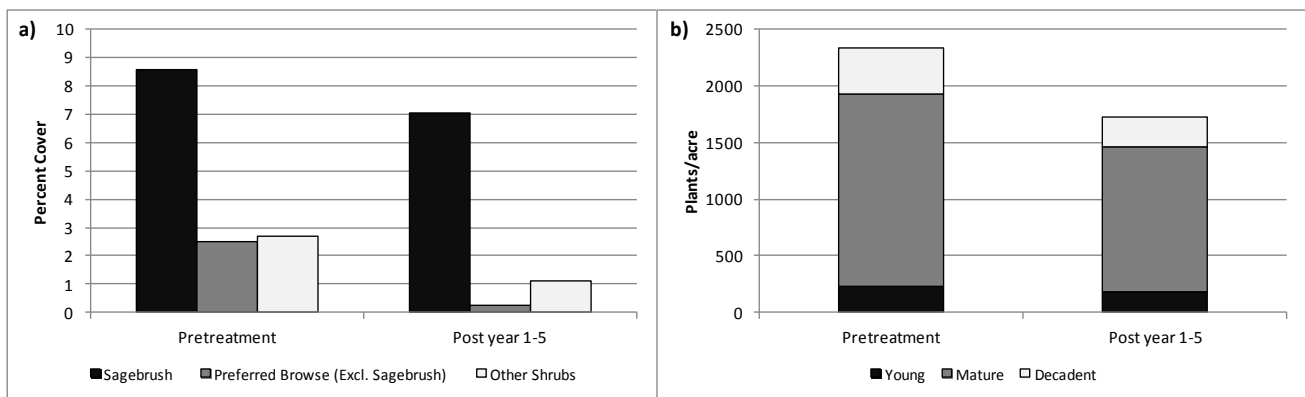 a)
Percent Cover
10
9
8
7
6
5
4
3
2
1
0
Pretreatment Post year 1-5
Sagebrush Preferred Browse (Excl. Sagebrush) Other Shrubs
b)
Plants/acre
2500
2000
1500
1000
500
0
Pretreatment Post year 1-5
Young Mature Decadent